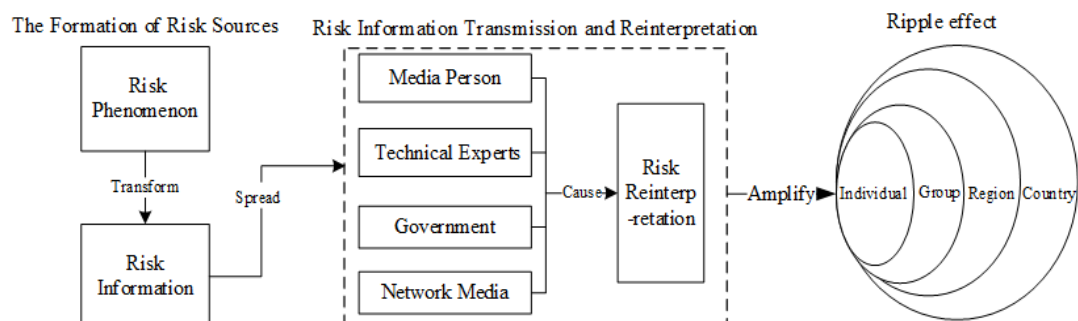 The Formation of Risk Sources
Risk
Phenomenon
Transform
Risk
Information
Spread
Risk Information Transmission and Reinterpretation
Media Person
Technical Experts
Government
Network Media
Cause
Risk
Reinterp
-retation
Amplify
Ripple effect
Individual
Group
Region
Country